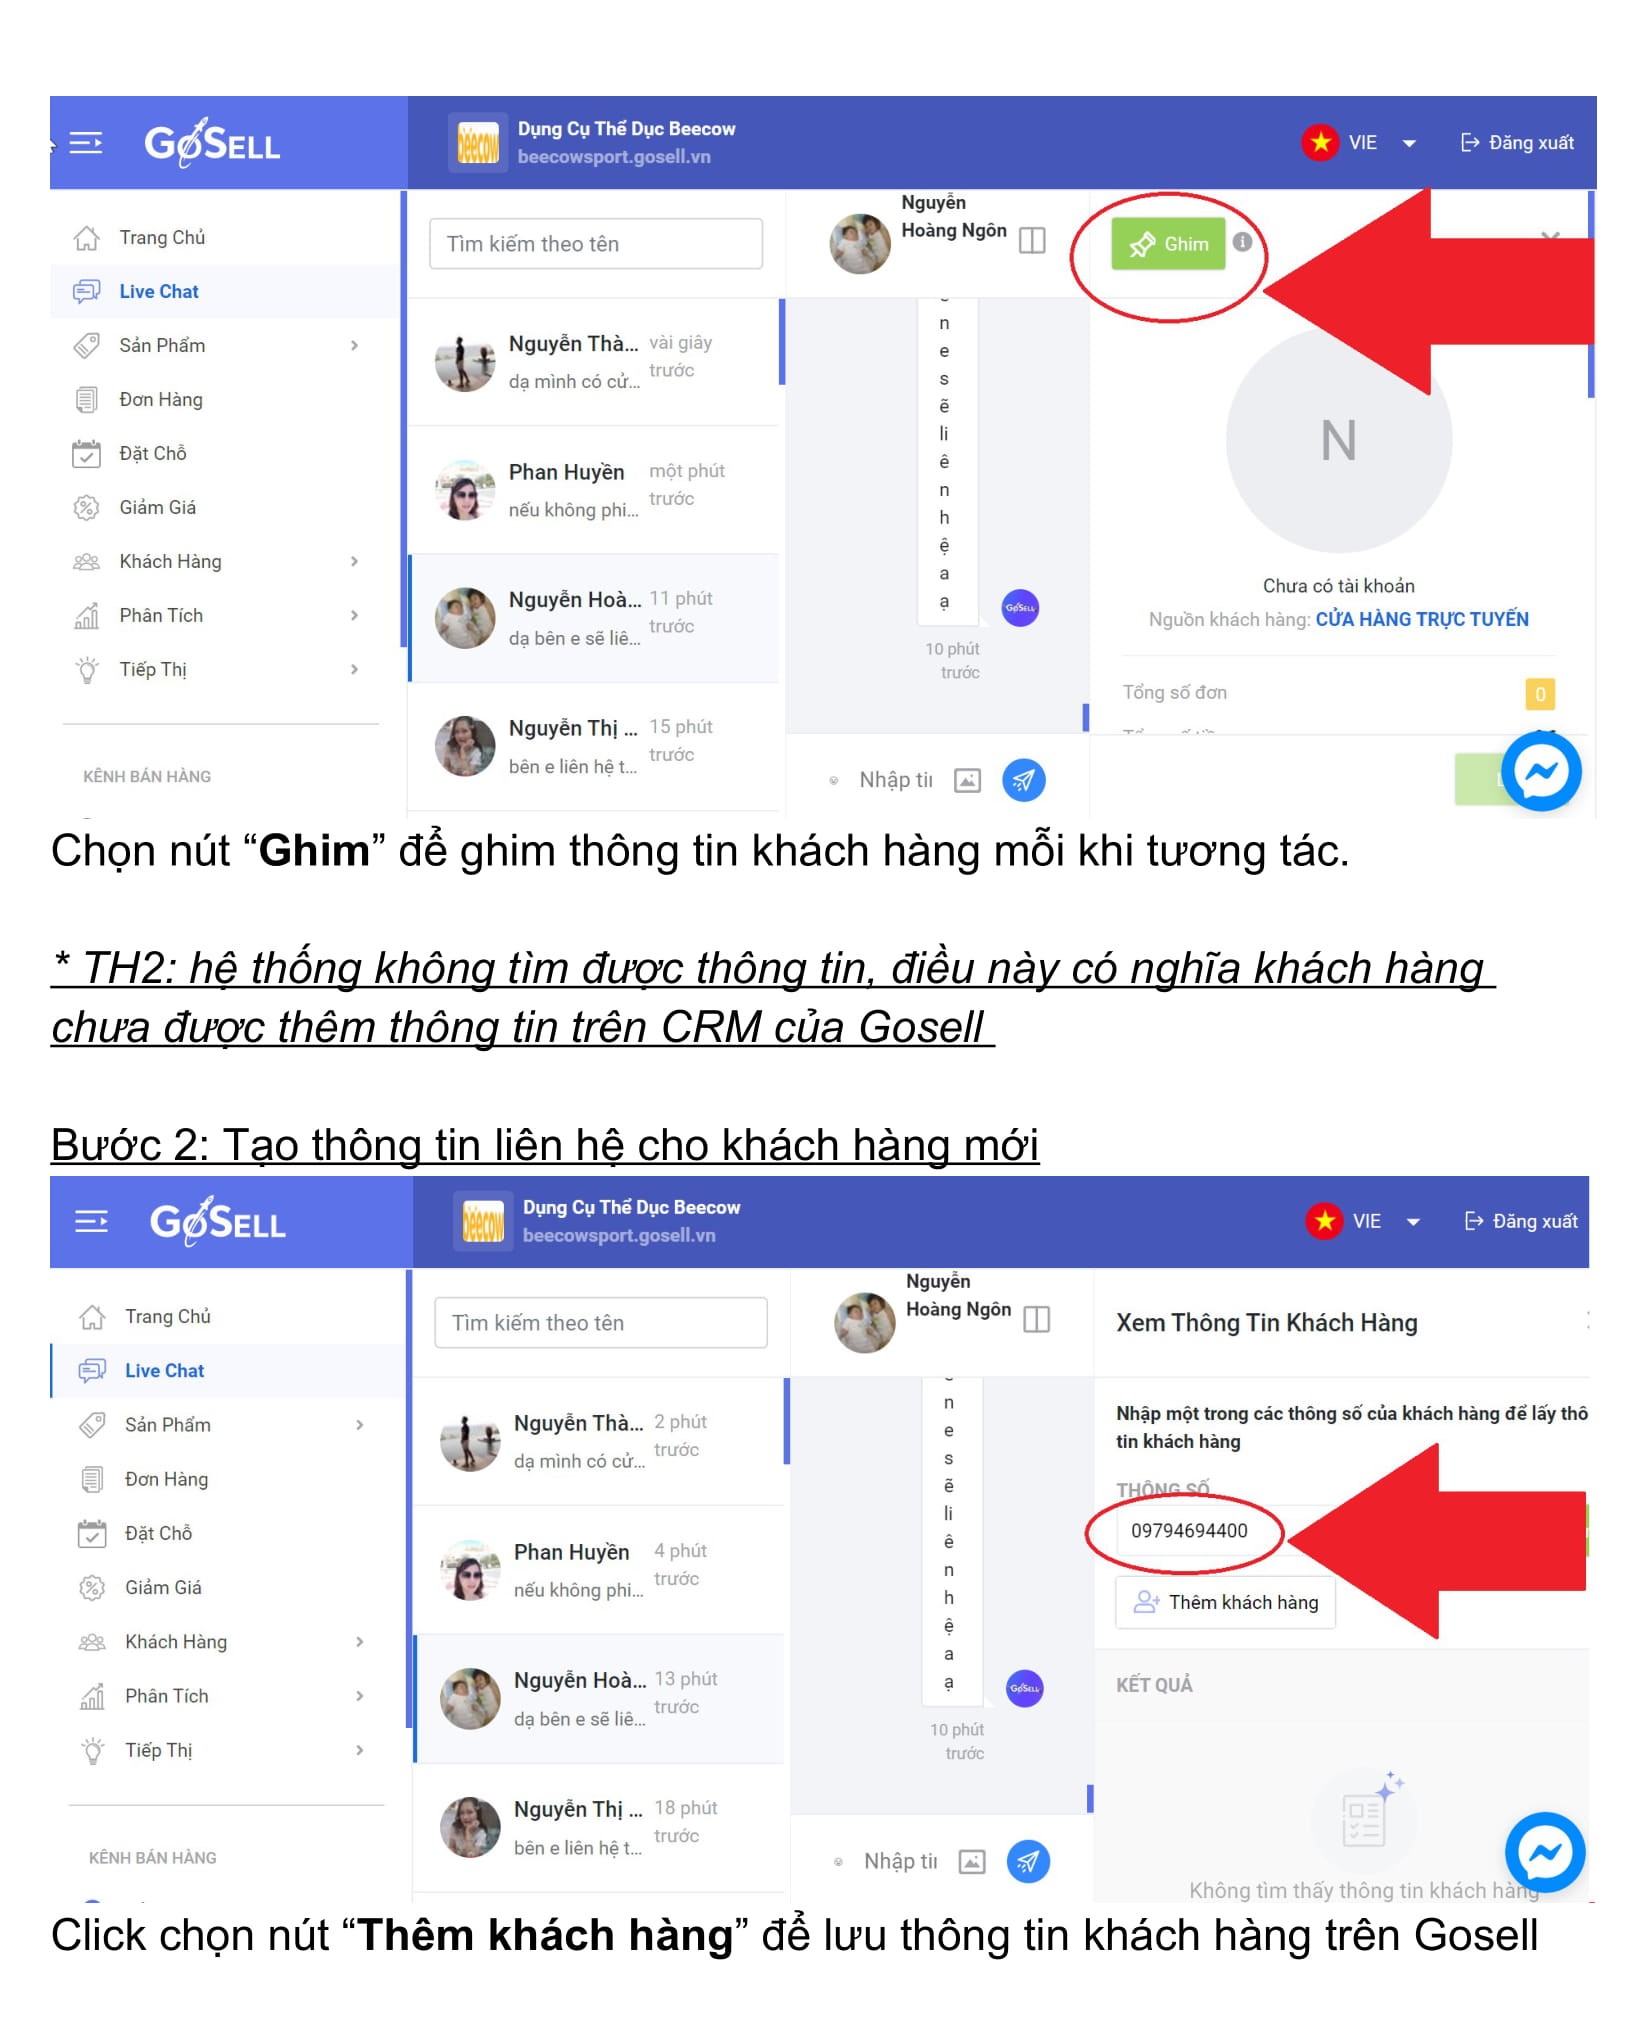 GoSELL
Dụng Cụ Thể Dục Beecow
beecowsport.gosell.vn
VIE
Đăng xuất
Trang Chủ
Live Chat
Sản Phẩm
Đơn Hàng
Đặt Chỗ
Giảm Giá
Khách Hàng
Phân Tích
Tiếp Thị
KÊNH BÁN HÀNG
Tìm kiếm theo tên
Nguyễn Thà... vài giây
trước
dạ mình có cử...
Phan Huyền một phút
trước
nếu không phi...
Nguyễn Hoà... 11 phút
trước
dạ bên e sẽ liê...
Nguyễn Thị ... 15 phút
trước
bên e liên hệ t...
Nguyễn
Hoàng Ngôn
n
e
s
ẽ
li
ê
n
h
ệ
a
ạ
GoSELL
10 phút
trước
Nhập tii
Ghim
N
Chưa có tài khoản
Nguồn khách hàng: CỬA HÀNG TRỰC TUYẾN
Tổng số đơn 0
Chọn nút “Ghim” để ghim thông tin khách hàng mỗi khi tương tác.
* TH2: hệ thống không tìm được thông tin, điều này có nghĩa khách hàng
chưa được thêm thông tin trên CRM của Gosell
Bước 2: Tạo thông tin liên hệ cho khách hàng mới
GoSELL
Dụng Cụ Thể Dục Beecow
beecowsport.gosell.vn
VIE
Đăng xuất
Trang Chủ
Live Chat
Sản Phẩm
Đơn Hàng
Đặt Chỗ
Giảm Giá
Khách Hàng
Phân Tích
Tiếp Thị
KÊNH BÁN HÀNG
Tìm kiếm theo tên
Nguyễn Thà... 2 phút
trước
dạ mình có cử...
Phan Huyền 4 phút
trước
nếu không phi...
Nguyễn Hoà... 13 phút
trước
dạ bên e sẽ liê...
Nguyễn Thị ... 18 phút
trước
bên e liên hệ t...
Nguyễn
Hoàng Ngôn
n
e
s
ẽ
li
ê
n
h
ệ
a
ạ
GoSELL
10 phút
trước
Nhập tii
Xem Thông Tin Khách Hàng
Nhập một trong các thông số của khách hàng để lấy thô
tin khách hàng
THÔNG SỐ
09794694400
Thêm khách hàng
KẾT QUẢ
Không tìm thấy thông tin khách hàng
Click chọn nút “Thêm khách hàng” để lưu thông tin khách hàng trên Gosell